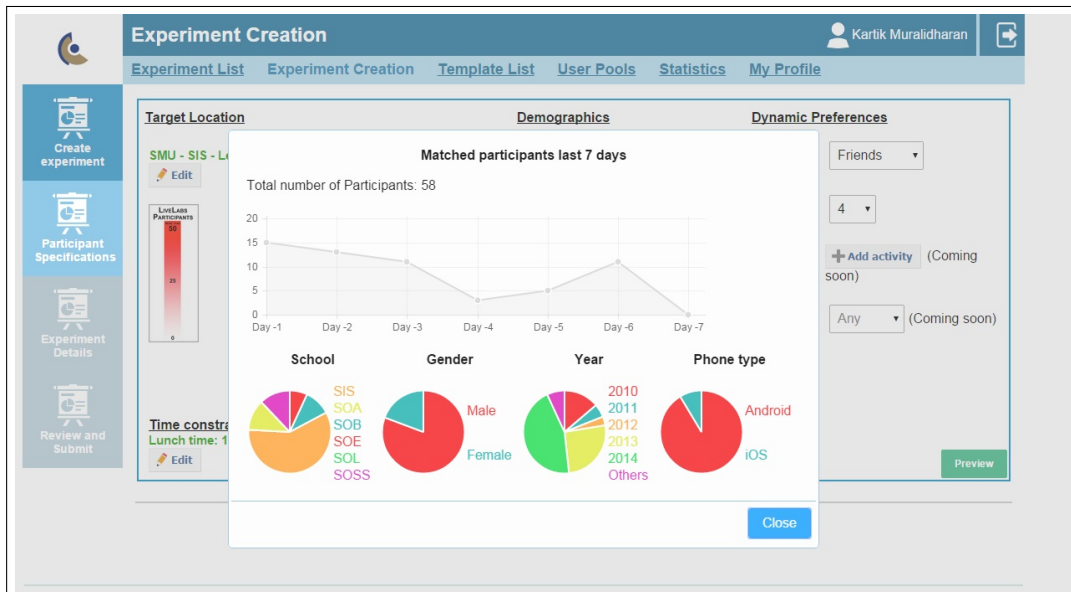 Experiment Creation
Kartik Muralidharan
Experiment List
Experiment Creation
Template List
User Pools
Statistics
My Profile
Create
experiment
Participant
Specifications
Experiment
Details
Review and
Submit
Target Location
Demographics
Dynamic Preferences
SMU - SIS - L
Edit
LiveLabs
Participants
50
25
0
Time constra
Lunch time: 1
Edit
Friends
4
Add activity (Coming
soon)
Any (Coming soon)
Preview
Matched participants last 7 days
Total number of Participants: 58
20
15
10
5
0
Day -1
Day -2
Day -3
Day -4
Day -5
Day -6
Day -7
School
SIS
SOA
SOB
SOE
SOL
SOSS
Gender
Male
Female
Year
2010
2011
2012
2013
2014
Others
Phone type
Android
iOS
Close